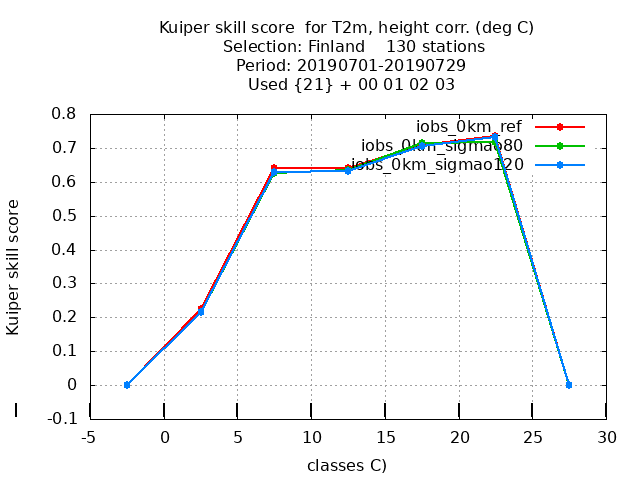 Kuiper skill score for T2m, height corr. (deg C)
Selection: Finland 130 stations
Period: 20190701-20190729
Used {21} + 00 01 02 03
iobs_0km_ref
iobs_0km_sigmao80
iobs_0km_sigmao120
0.8
0.7
0.6
0.5
0.4
0.3
0.2
0.1
0
-0.1
Kuiper skill score
-5
0
5
10
15
20
25
30
classes C)